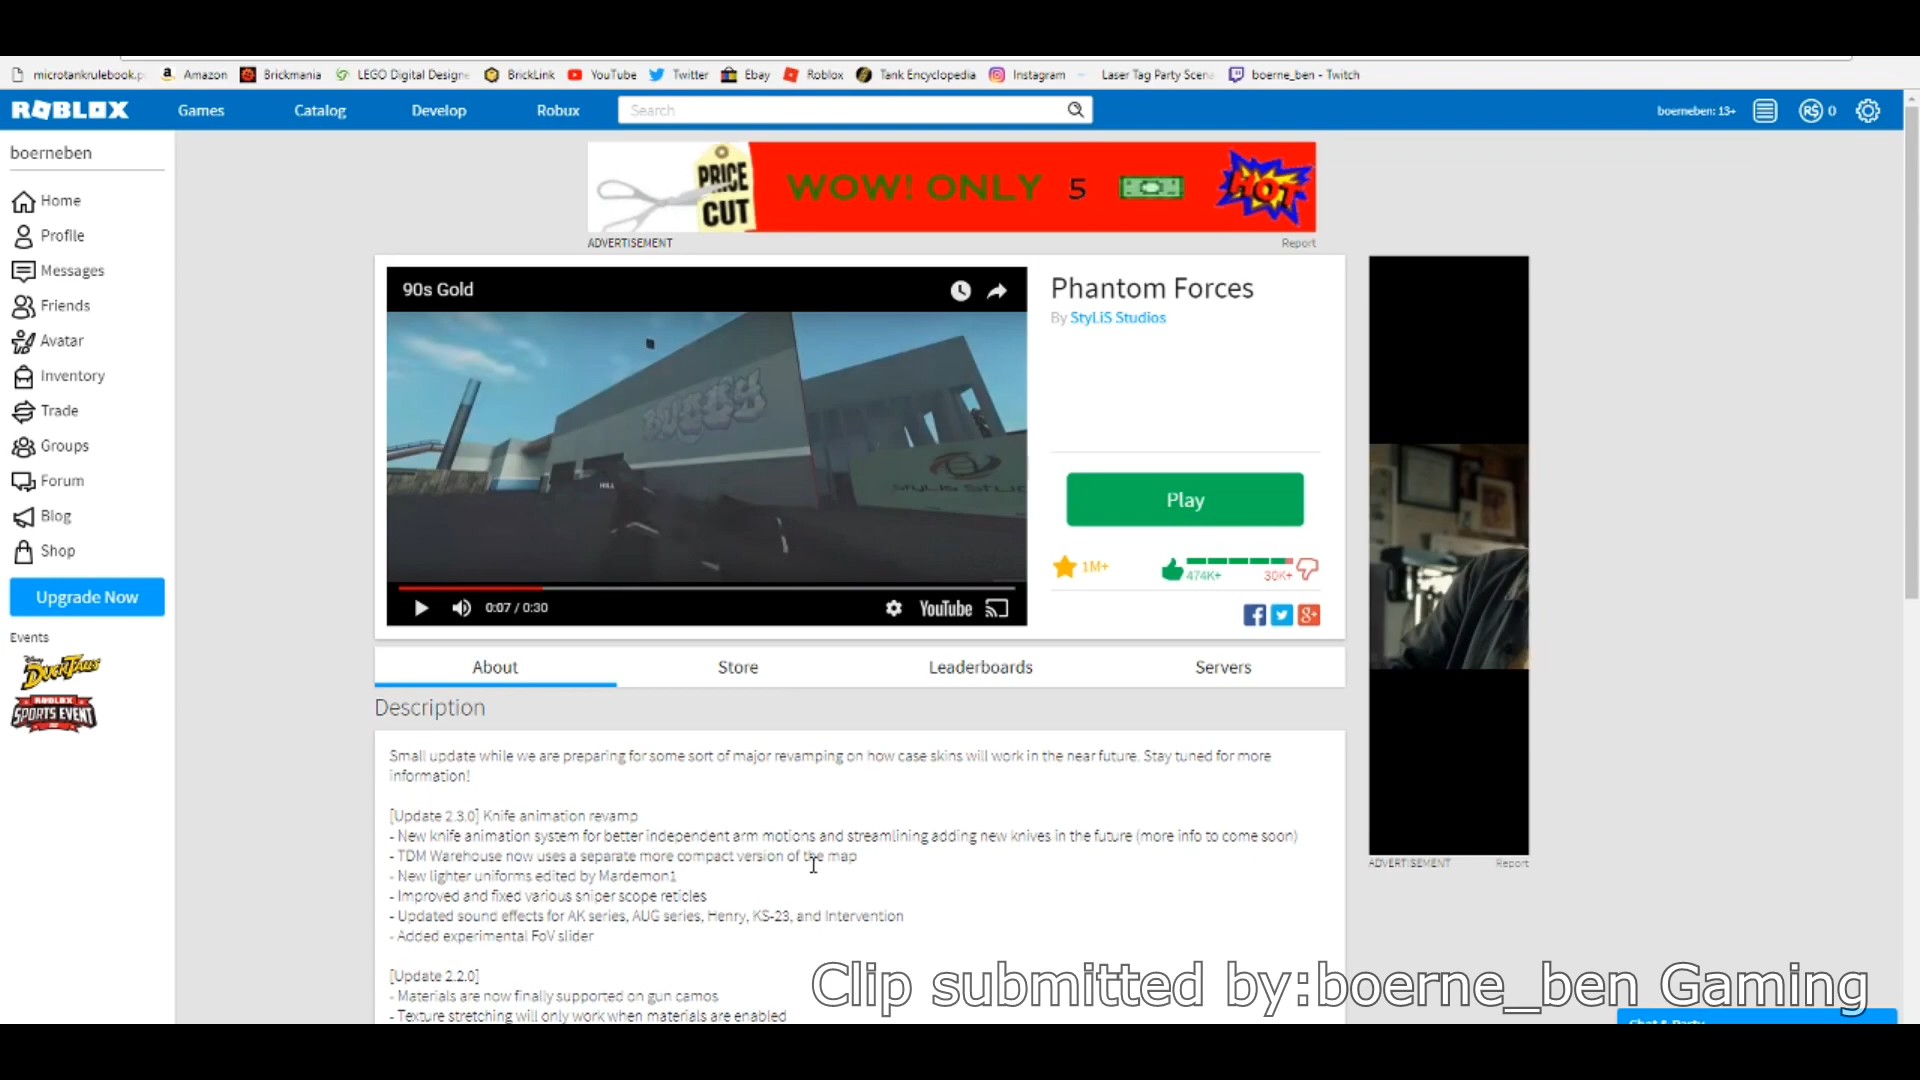 microtankrulebook.p
Amazon
Brickmania
LEGO Digital Designe
BrickLink
YouTube
Twitter
Ebay
Roblox
Tank Encyclopedia
Instagram
Laser Tag Party Scena
boerne_ben - Twitch
ROBLOX
Games
Catalog
Develop
Robux
Search
boerneben: 13+
R$ 0
boerneben
Home
Profile
Messages
Friends
Avatar
Inventory
Trade
Groups
Forum
Blog
Shop
Upgrade Now
Events
Disney DUCKTALES
ROBLOX
SPORTS EVENT
PRICE
CUT
WOW! ONLY 5
HOT
ADVERTISEMENT
Report
90s Gold
HILL
0:07 / 0:30
YouTube
Phantom Forces
By StyLiS Studios
Play
1M+
474K+
30K+
About
Store
Leaderboards
Servers
Description
Small update while we are preparing for some sort of major revamping on how case skins will work in the near future. Stay tuned for more
information!
[Update 2.3.0] Knife animation revamp
- New knife animation system for better independent arm motions and streamlining adding new knives in the future (more info to come soon)
- TDM Warehouse now uses a separate more compact version of the map
- New lighter uniforms edited by Mardemon1
- Improved and fixed various sniper scope reticles
- Updated sound effects for AK series, AUG series, Henry, KS-23, and Intervention
- Added experimental FoV slider
[Update 2.2.0]
- Materials are now finally supported on gun camos
- Texture stretching will only work when materials are enabled
ADVERTISEMENT
Report
Clip submitted by:boerne_ben Gaming
Chat & Party